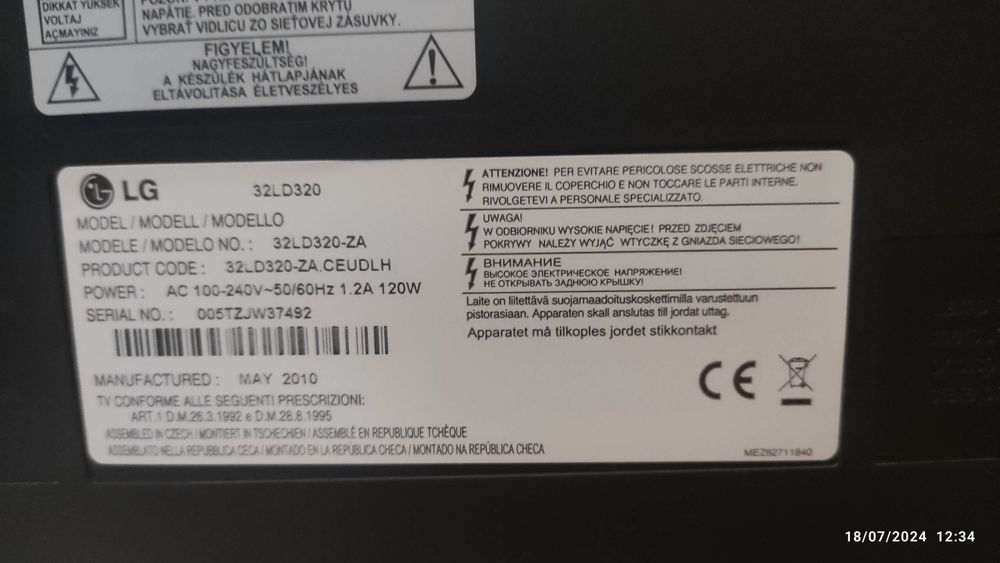 DIKKAT YUKSEK
VOLTAJ
AÇMAYINIZ
NAPÄTIE. PRED ODOBRATIM KRYTU
VYBRAŤ VIDLICU ZO SIEŤOVEJ ZÁSUVKY.
FIGYELEM!
NAGYFESZÜLTSÉG!
A KÉSZÜLÉK HÁTLAPJÁNAK
ELTÁVOLITÁSA ÉLETVESZÉLYES
LG
32LD320
MODEL / MODELL / MODELLO
MODELE / MODELO NO. : 32LD320-ZA
PRODUCT CODE : 32LD320-ZA.CEUDLH
POWER : AC 100-240V~50/60Hz 1.2A 120W
SERIAL NO. : 005TZJW37492
MANUFACTURED : MAY 2010
TV CONFORME ALLE SEGUENTI PRESCRIZIONI:
ART.1 D.M.26.3.1992 e D.M.28.8.1995
ASSEMBLED IN CZECH / MONTIERT IN TSCHECHIEN / ASSEMBLÉ EN REPUBLIQUE TCHÈQUE
ASSEMBLATO NELLA REPUBBLICA CECA / MONTADO EN LA REPÚBLICA CHECA / MONTADO NA REPÚBLICA CHECA
ATTENZIONE! PER EVITARE PERICOLOSE SCOSSE ELETTRICHE NON
RIMUOVERE IL COPERCHIO E NON TOCCARE LE PARTI INTERNE.
RIVOLGETEVI A PERSONALE SPECIALIZZATO.
UWAGA!
W ODBIORNIKU WYSOKIE NAPIĘCIE! PRZED ZDJĘCIEM
POKRYWY NALEŻY WYJĄĆ WTYCZKĘ Z GNIAZDA SIECIOWEGO!
ВНИМАНИЕ
ВЫСОКОЕ ЭЛЕКТРИЧЕСКОЕ НАПРЯЖЕНИЕ!
НЕ ОТКРЫВАТЬ ЗАДНЮЮ КРЫШКУ!
Laite on liitettävä suojamaadoituskoskettimilla varustettuun
pistorasiaan. Apparaten skall anslutas till jordat uttag.
Apparatet må tilkoples jordet stikkontakt
CE
MEZ62711840
18/07/2024 12:34